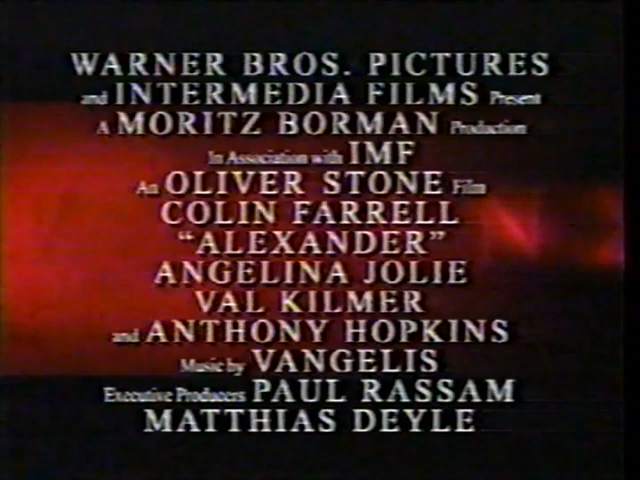 WARNER BROS. PICTURES
and INTERMEDIA FILMS Present
A MORITZ BORMAN Production
In Association with IMF
An OLIVER STONE Film
COLIN FARRELL
“ALEXANDER”
ANGELINA JOLIE
VAL KILMER
and ANTHONY HOPKINS
Music by VANGELIS
Executive Producers PAUL RASSAM
MATTHIAS DEYLE